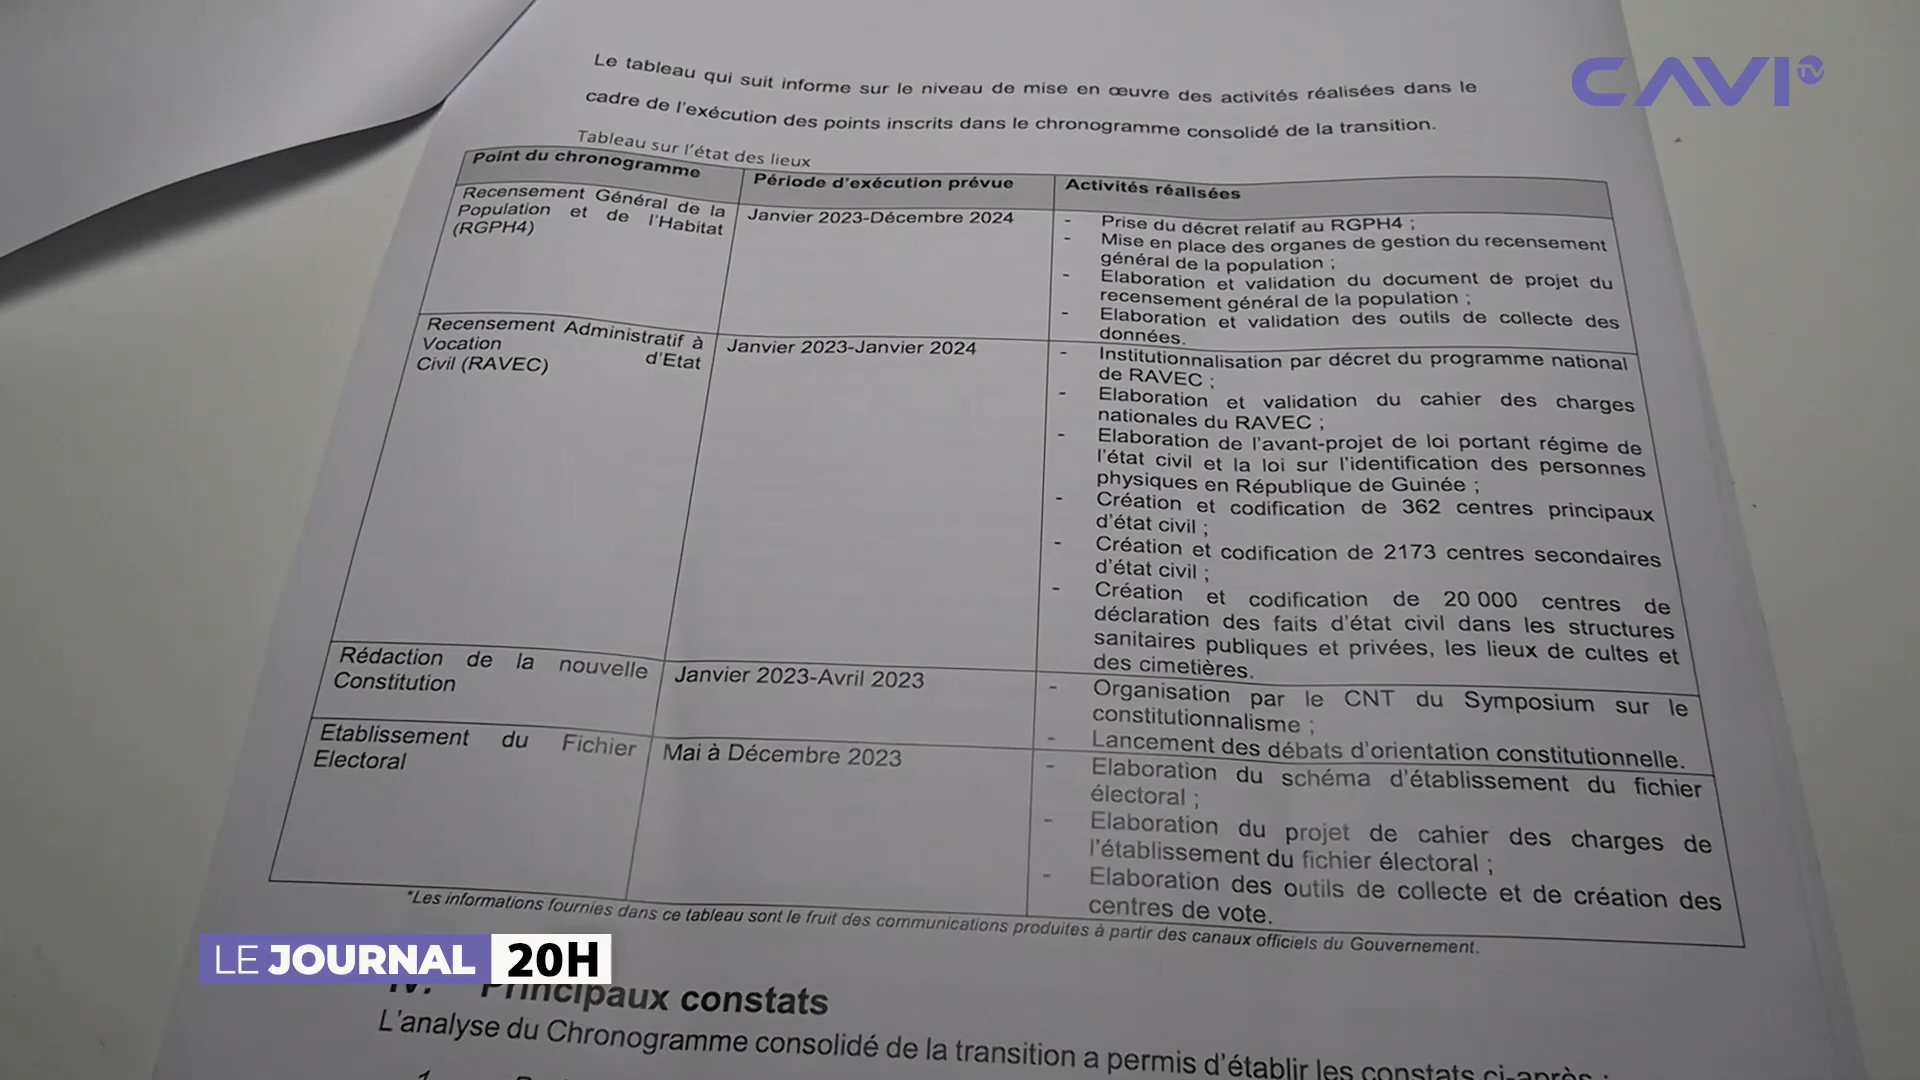 CAVI TV
Le tableau qui suit informe sur le niveau de mise en œuvre des activités réalisées dans le
cadre de l'exécution des points inscrits dans le chronogramme consolidé de la transition.
Tableau sur l'état des lieux
Point du chronogramme
Période d'exécution prévue
Activités réalisées
Recensement Général de la
Population et de l'Habitat
(RGPH4)
Janvier 2023-Décembre 2024
- Prise du décret relatif au RGPH4 ;
- Mise en place des organes de gestion du recensement
général de la population ;
- Elaboration et validation du document de projet du
recensement général de la population ;
- Elaboration et validation des outils de collecte des
données.
Recensement Administratif à
Vocation d'Etat
Civil (RAVEC)
Janvier 2023-Janvier 2024
- Institutionnalisation par décret du programme national
de RAVEC ;
- Elaboration et validation du cahier des charges
nationales du RAVEC ;
- Elaboration de l'avant-projet de loi portant régime de
l'état civil et la loi sur l'identification des personnes
physiques en République de Guinée ;
- Création et codification de 362 centres principaux
d'état civil ;
- Création et codification de 2173 centres secondaires
d'état civil ;
- Création et codification de 20 000 centres de
déclaration des faits d'état civil dans les structures
sanitaires publiques et privées, les lieux de cultes et
des cimetières.
Rédaction de la nouvelle
Constitution
Janvier 2023-Avril 2023
- Organisation par le CNT du Symposium sur le
constitutionnalisme ;
- Lancement des débats d'orientation constitutionnelle.
Etablissement du Fichier
Electoral
Mai à Décembre 2023
- Elaboration du schéma d'établissement du fichier
électoral ;
- Elaboration du projet de cahier des charges de
l'établissement du fichier électoral ;
- Elaboration des outils de collecte et de création des
centres de vote.
*Les informations fournies dans ce tableau sont le fruit des communications produites à partir des canaux officiels du Gouvernement.
LE JOURNAL 20H
IV. Principaux constats
L'analyse du Chronogramme consolidé de la transition a permis d'établir les constats ci-après :
1.